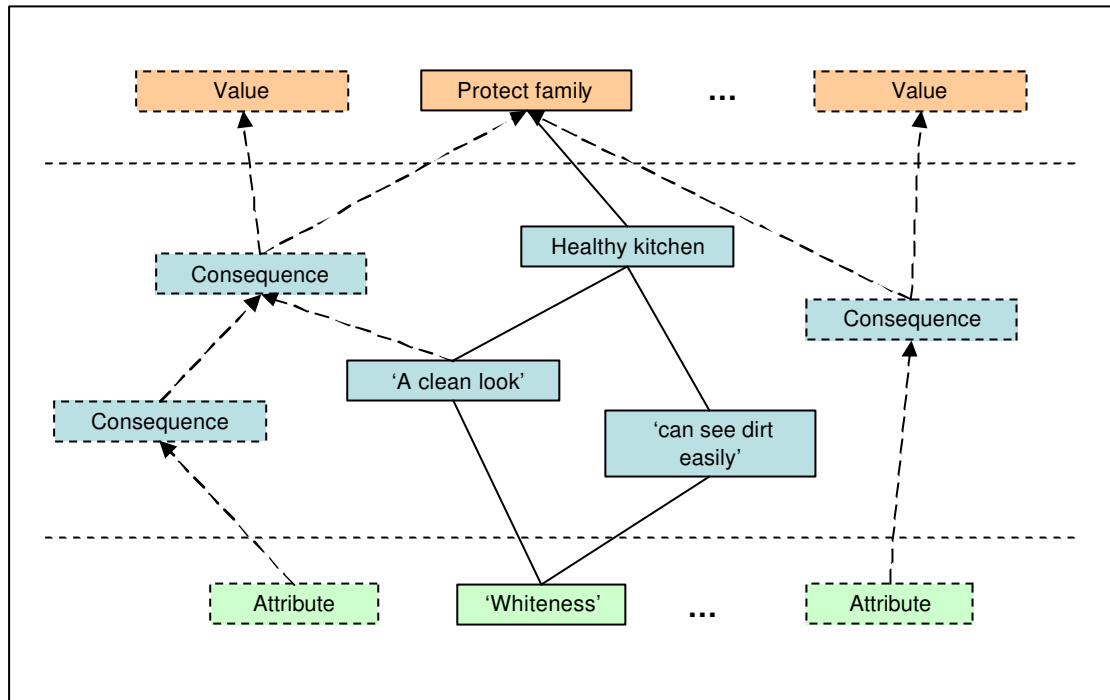 Value
Protect family
...
Value
Healthy kitchen
Consequence
Consequence
‘A clean look’
Consequence
‘can see dirt
easily’
Attribute
‘Whiteness’
...
Attribute